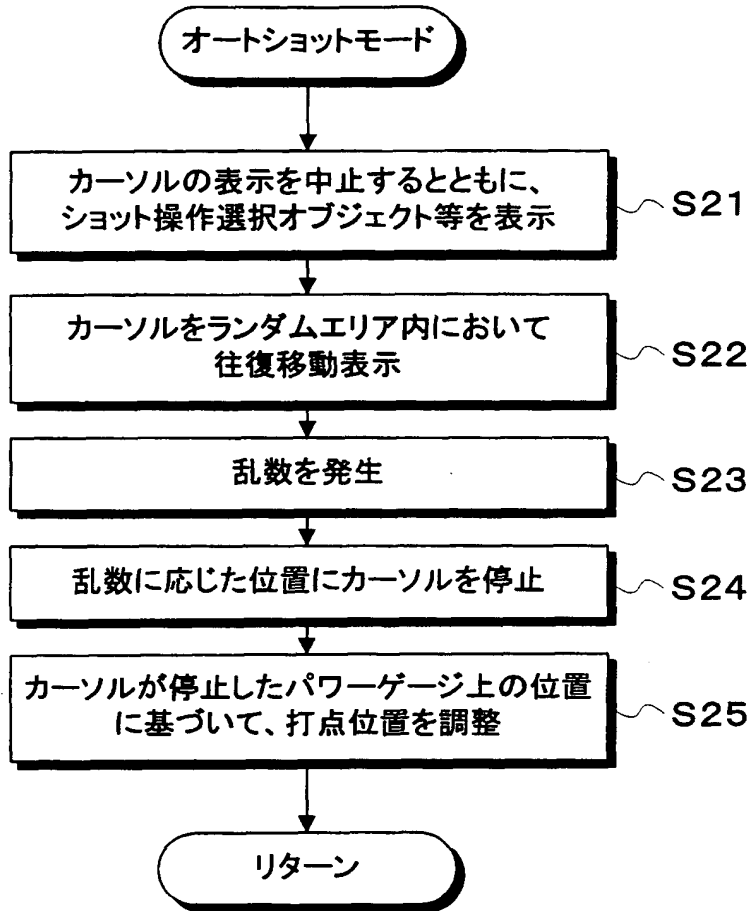 オートショットモード
カーソルの表示を中止するとともに、
ショット操作選択オブジェクト等を表示
S21
カーソルをランダムエリア内において
往復移動表示
S22
乱数を発生
S23
乱数に応じた位置にカーソルを停止
S24
カーソルが停止したパワーゲージ上の位置
に基づいて、打点位置を調整
S25
リターン